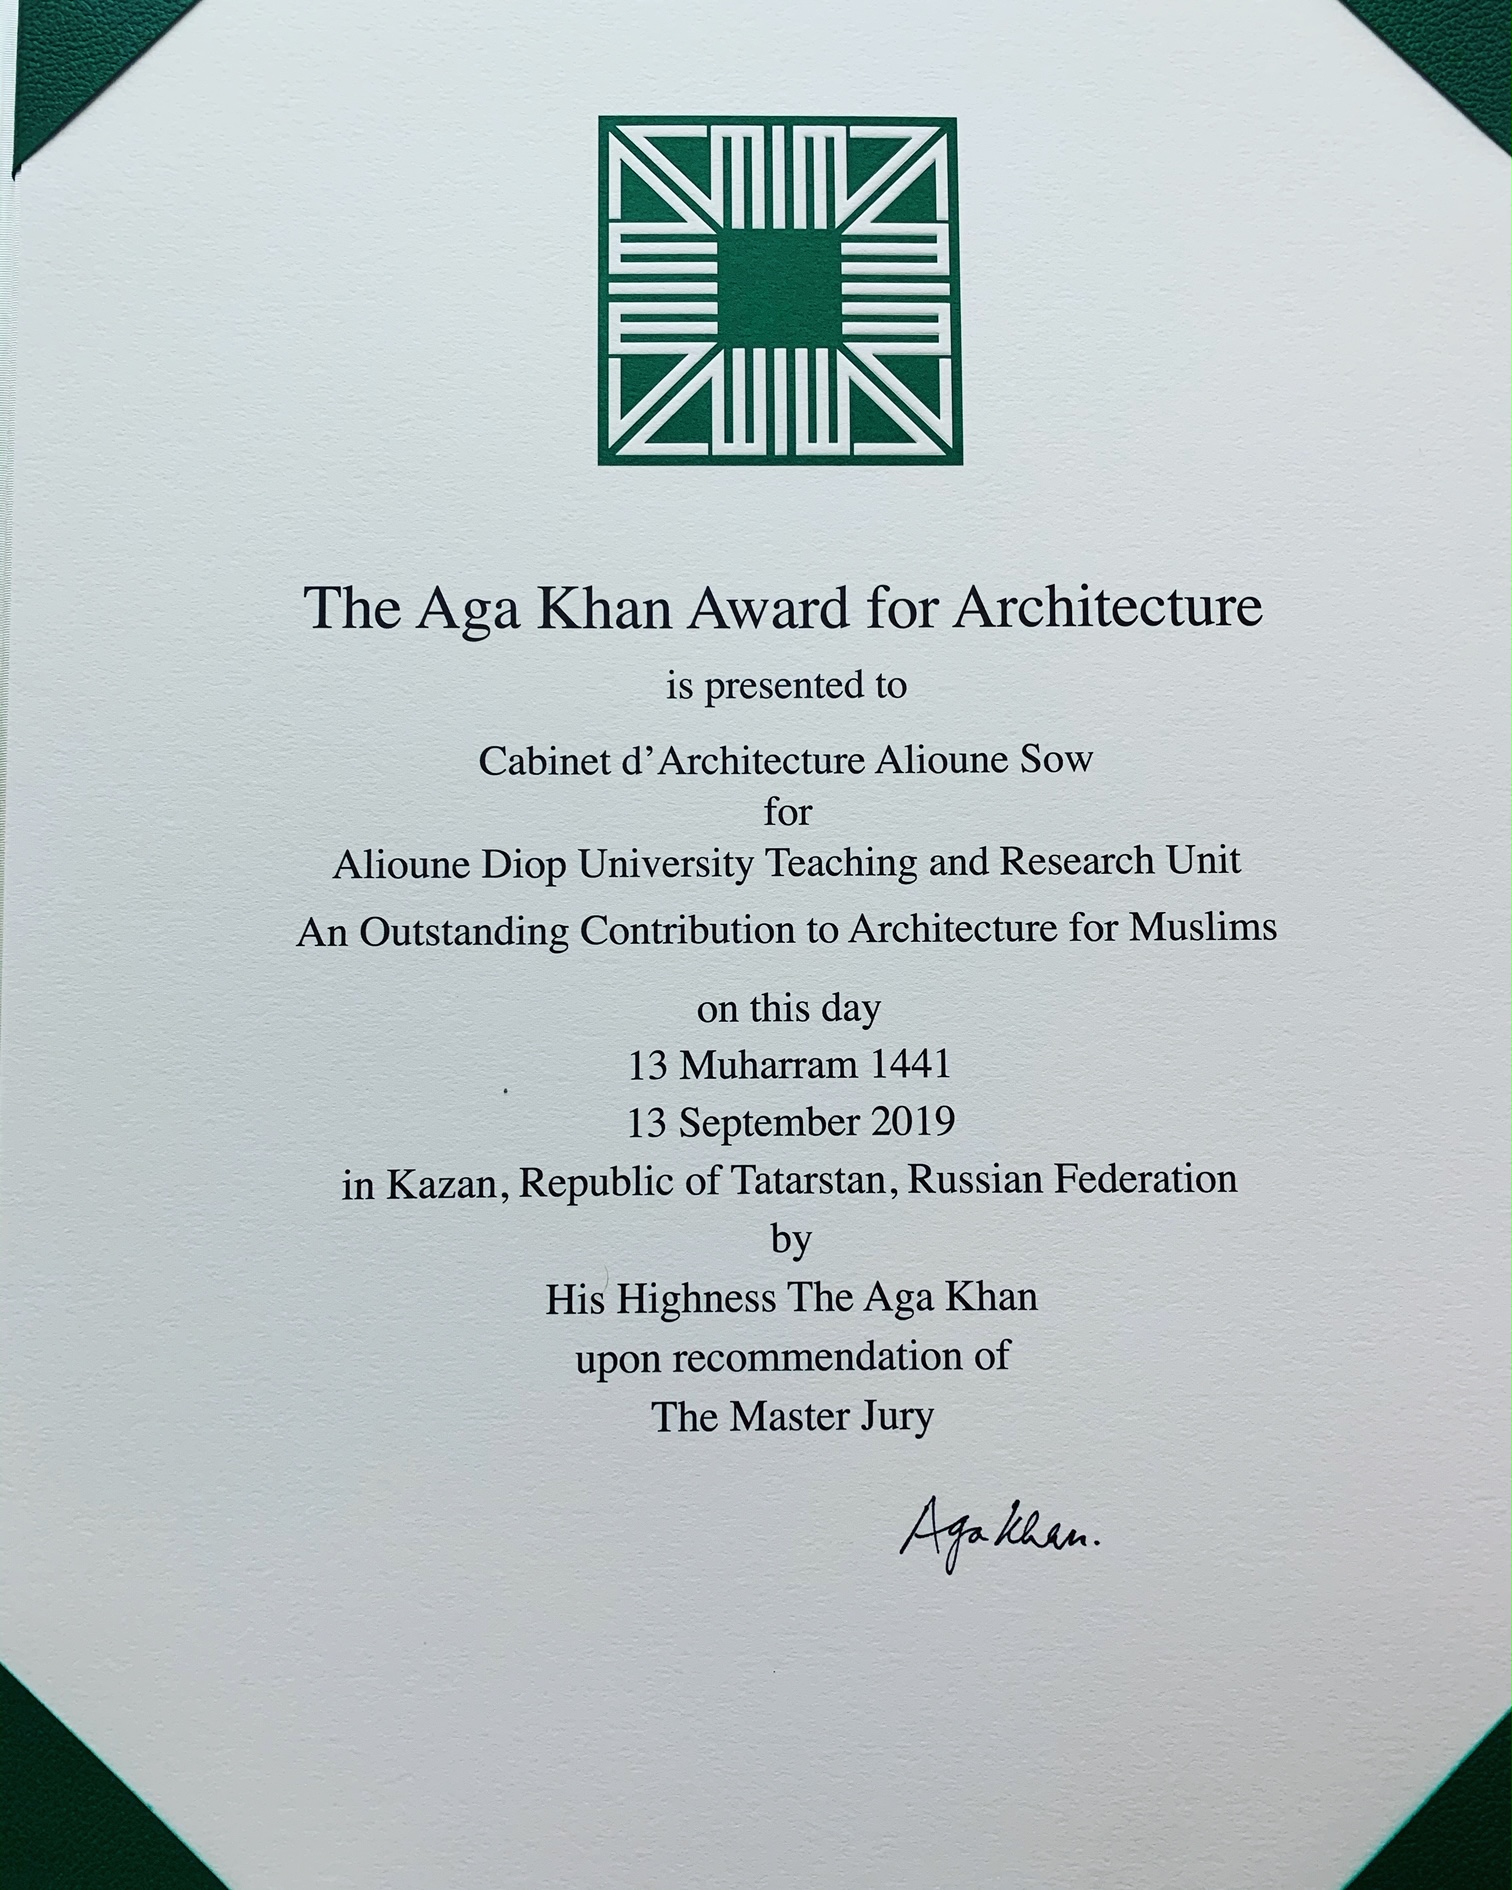 The Aga Khan Award for Architecture
is presented to
Cabinet d'Architecture Alioune Sow
for
Alioune Diop University Teaching and Research Unit
An Outstanding Contribution to Architecture for Muslims
on this day
13 Muharram 1441
13 September 2019
in Kazan, Republic of Tatarstan, Russian Federation
by
His Highness The Aga Khan
upon recommendation of
The Master Jury
Aga Khan.